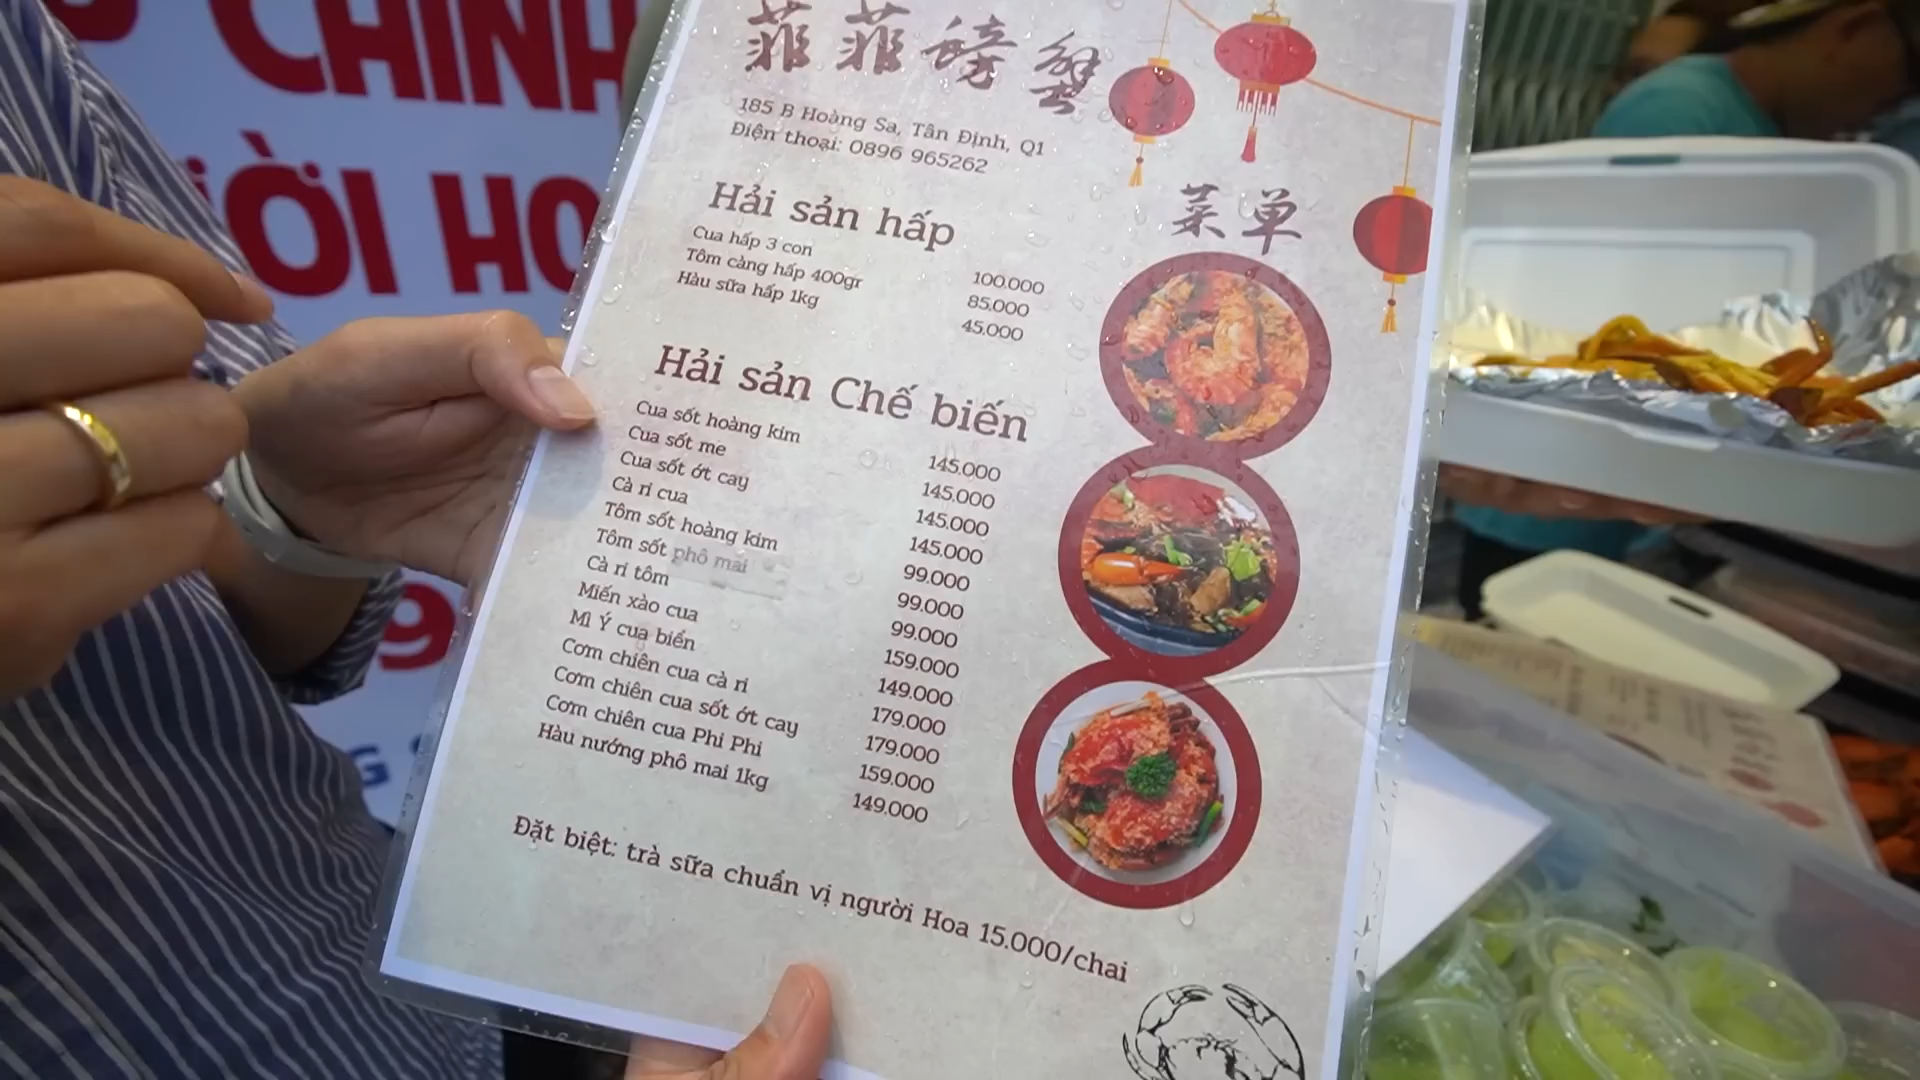 CHÍNH
ỜI HO
9
G
菲菲螃蟹
185 B Hoàng Sa, Tân Định, Q1
Điện thoại: 0896 965262
菜单
Hải sản hấp
Cua hấp 3 con 100.000
Tôm càng hấp 400gr 85.000
Hàu sữa hấp 1kg 45.000
Hải sản Chế biến
Cua sốt hoàng kim 145.000
Cua sốt me 145.000
Cua sốt ớt cay 145.000
Cà ri cua 145.000
Tôm sốt hoàng kim 99.000
Tôm sốt phô mai 99.000
Cà ri tôm 99.000
Miến xào cua 159.000
Mì Ý cua biển 149.000
Cơm chiên cua cà ri 179.000
Cơm chiên cua sốt ớt cay 179.000
Cơm chiên cua Phi Phi 159.000
Hàu nướng phô mai 1kg 149.000
Đặt biệt: trà sữa chuẩn vị người Hoa 15.000/chai